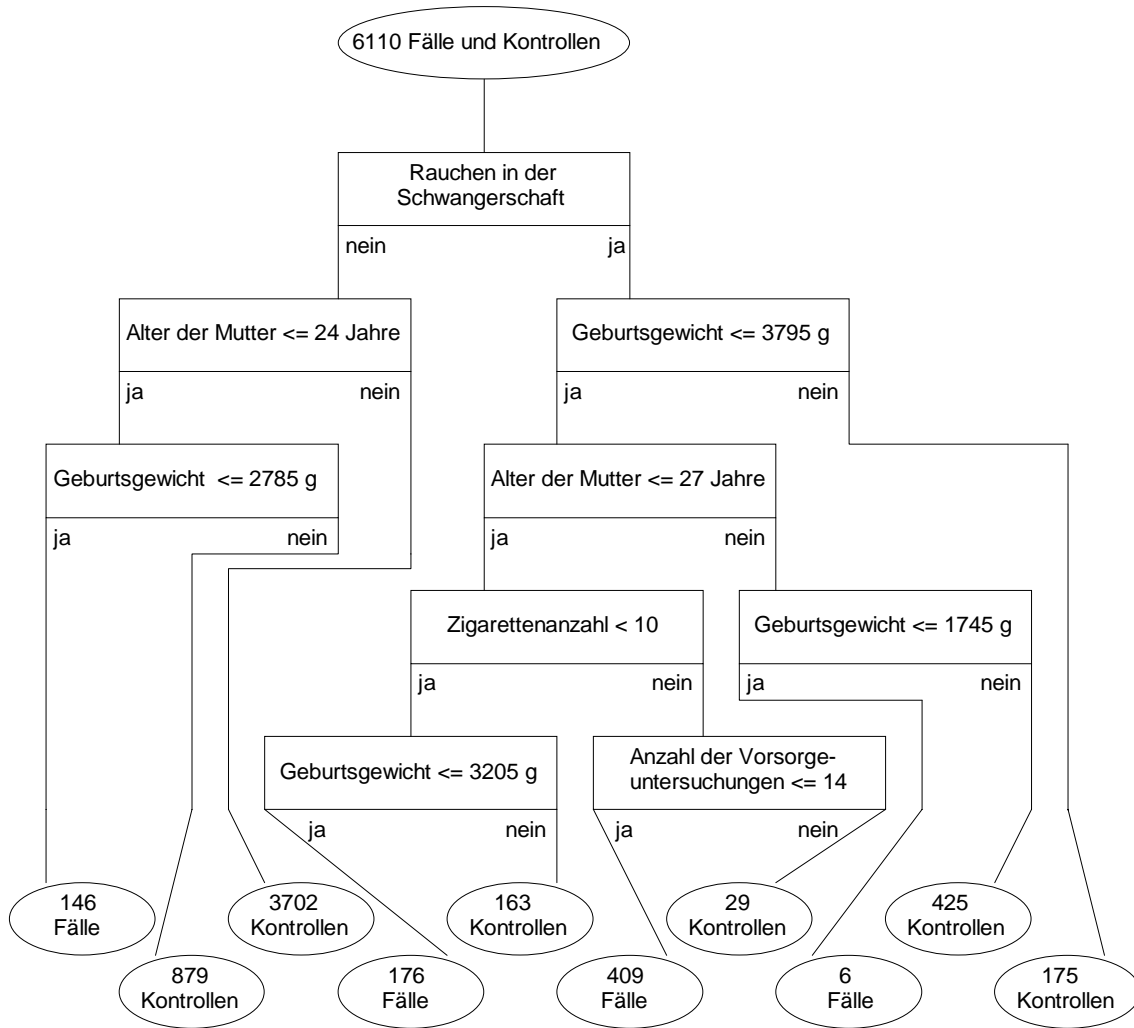 6110 Fälle und Kontrollen
Rauchen in der
Schwangerschaft
nein ja
Alter der Mutter <= 24 Jahre
Geburtsgewicht <= 3795 g
ja nein
ja nein
Geburtsgewicht <= 2785 g
Alter der Mutter <= 27 Jahre
ja nein
ja nein
Zigarettenanzahl < 10
Geburtsgewicht <= 1745 g
ja nein
ja nein
Geburtsgewicht <= 3205 g
Anzahl der Vorsorge-
untersuchungen <= 14
ja nein
ja nein
146
Fälle
3702
Kontrollen
163
Kontrollen
29
Kontrollen
425
Kontrollen
879
Kontrollen
176
Fälle
409
Fälle
6
Fälle
175
Kontrollen